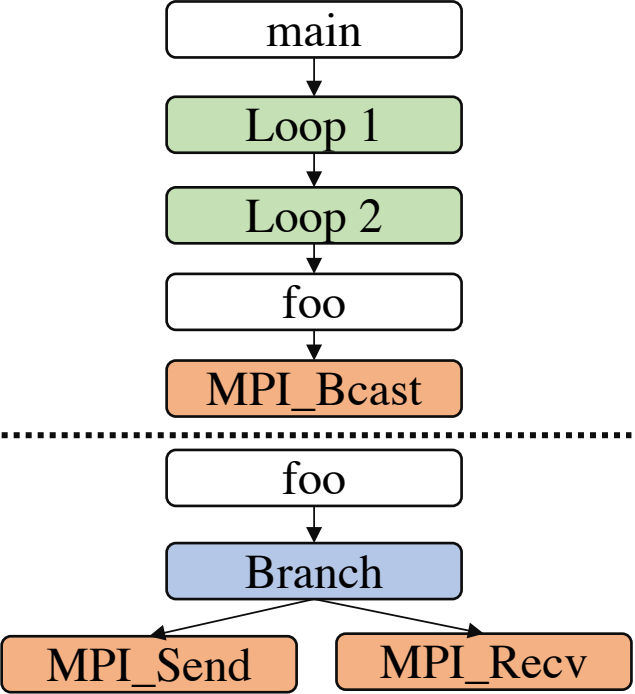 main
Loop 1
Loop 2
foo
MPI_Bcast
foo
Branch
MPI_Send
MPI_Recv